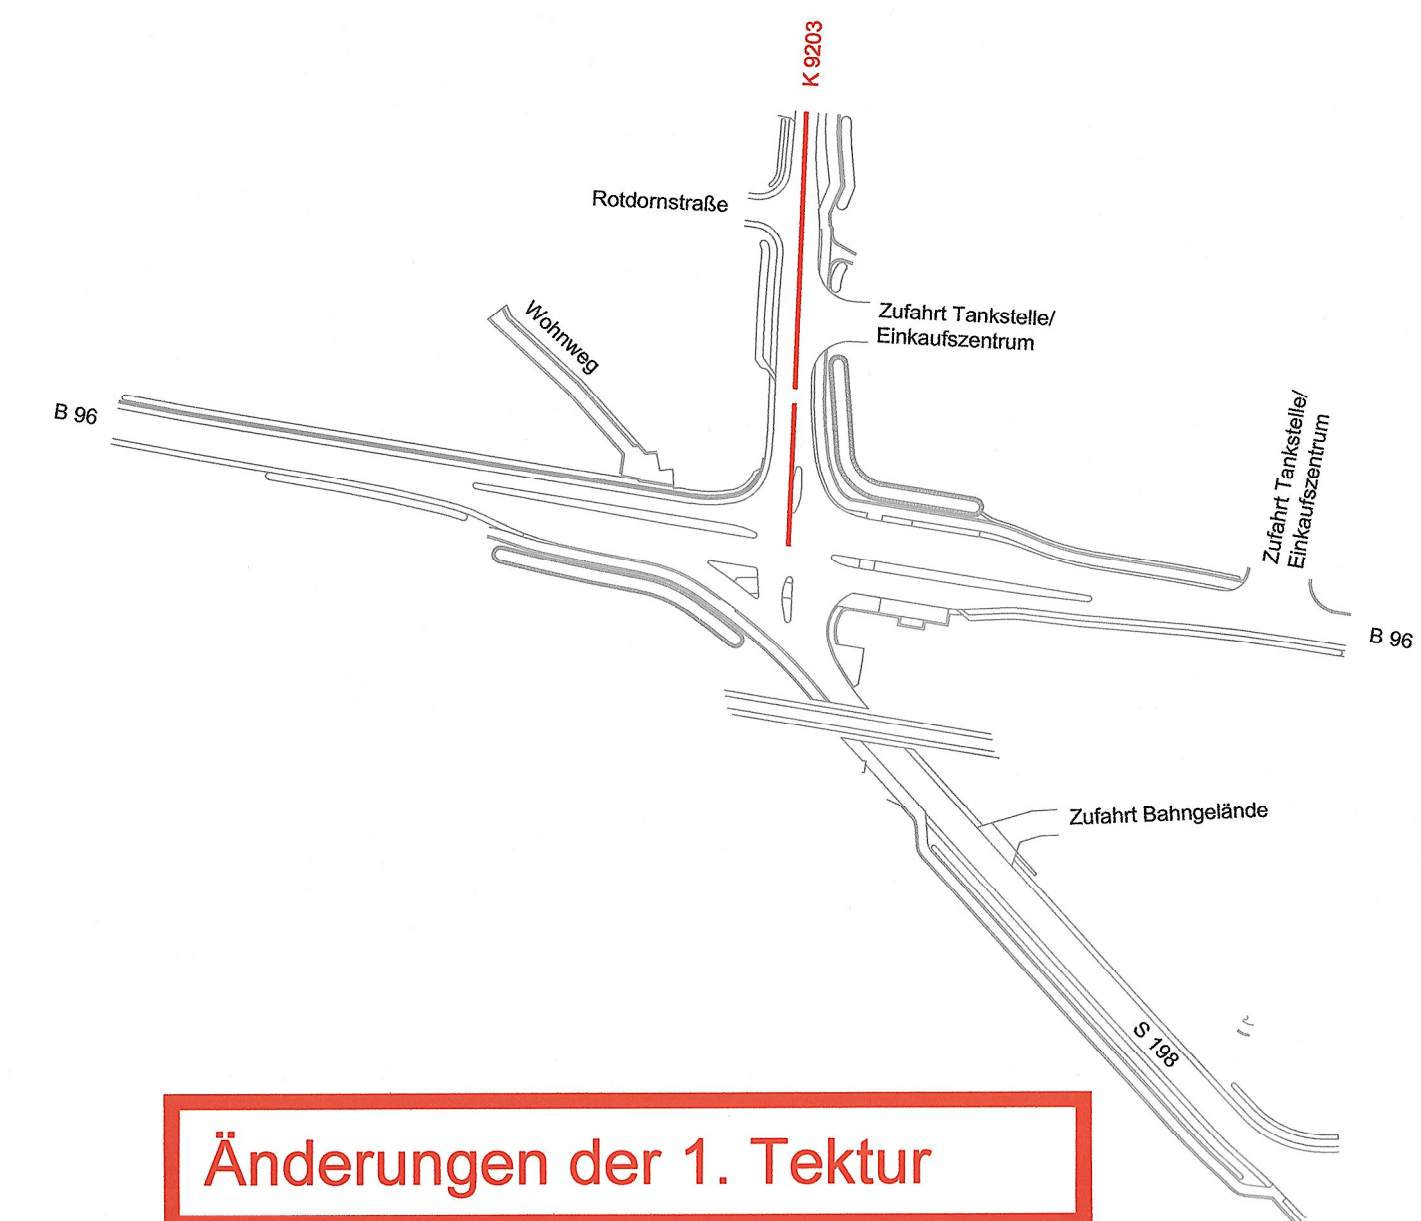 K 9203
Rotdornstraße
Zufahrt Tankstelle/
Einkaufszentrum
Wohnweg
B 96
Zufahrt Tankstelle/
Einkaufszentrum
B 96
Zufahrt Bahngelände
S 198
Änderungen der 1. Tektur